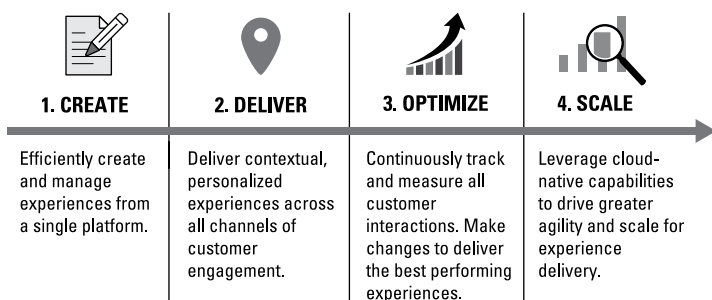 1. CREATE
2. DELIVER
3. OPTIMIZE
4. SCALE
Efficiently create
and manage
experiences from
a single platform.
Deliver contextual,
personalized
experiences across
all channels of
customer
engagement.
Continuously track
and measure all
customer
interactions. Make
changes to deliver
the best performing
experiences.
Leverage cloud-
native capabilities
to drive greater
agility and scale for
experience
delivery.